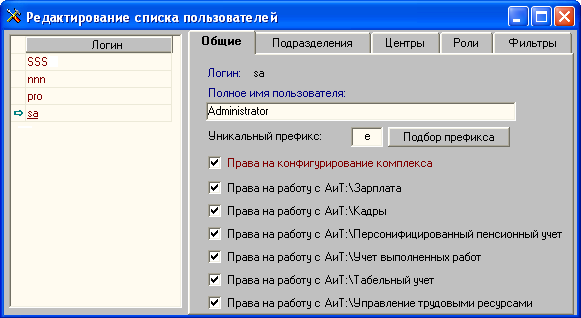 Редактирование списка пользователей
Логин
SSS
nnn
pro
sa
Общие Подразделения Центры Роли Фильтры
Логин: sa
Полное имя пользователя:
Administrator
Уникальный префикс: e Подбор префикса
Права на конфигурирование комплекса
Права на работу с АиТ:\Зарплата
Права на работу с АиТ:\Кадры
Права на работу с АиТ:\Персонифицированный пенсионный учет
Права на работу с АиТ:\Учет выполненных работ
Права на работу с АиТ:\Табельный учет
Права на работу с АиТ:\Управление трудовыми ресурсами